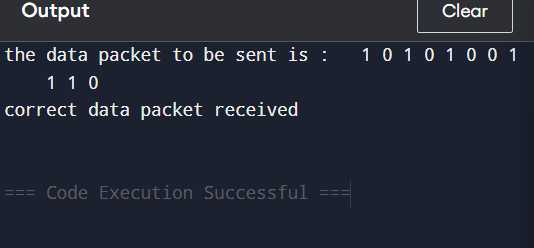 Output
Clear
the data packet to be sent is :   1 0 1 0 1 0 0 1
    1 1 0
correct data packet received
=== Code Execution Successful ===